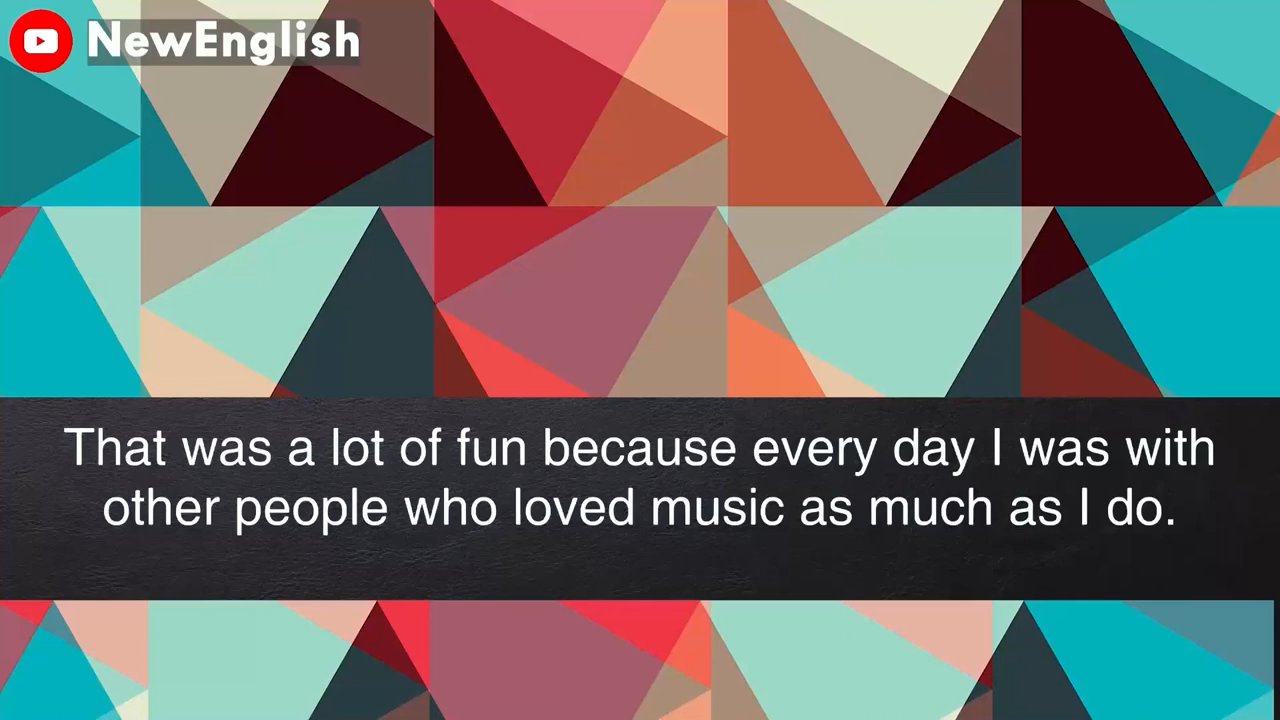 NewEnglish
That was a lot of fun because every day I was with
other people who loved music as much as I do.